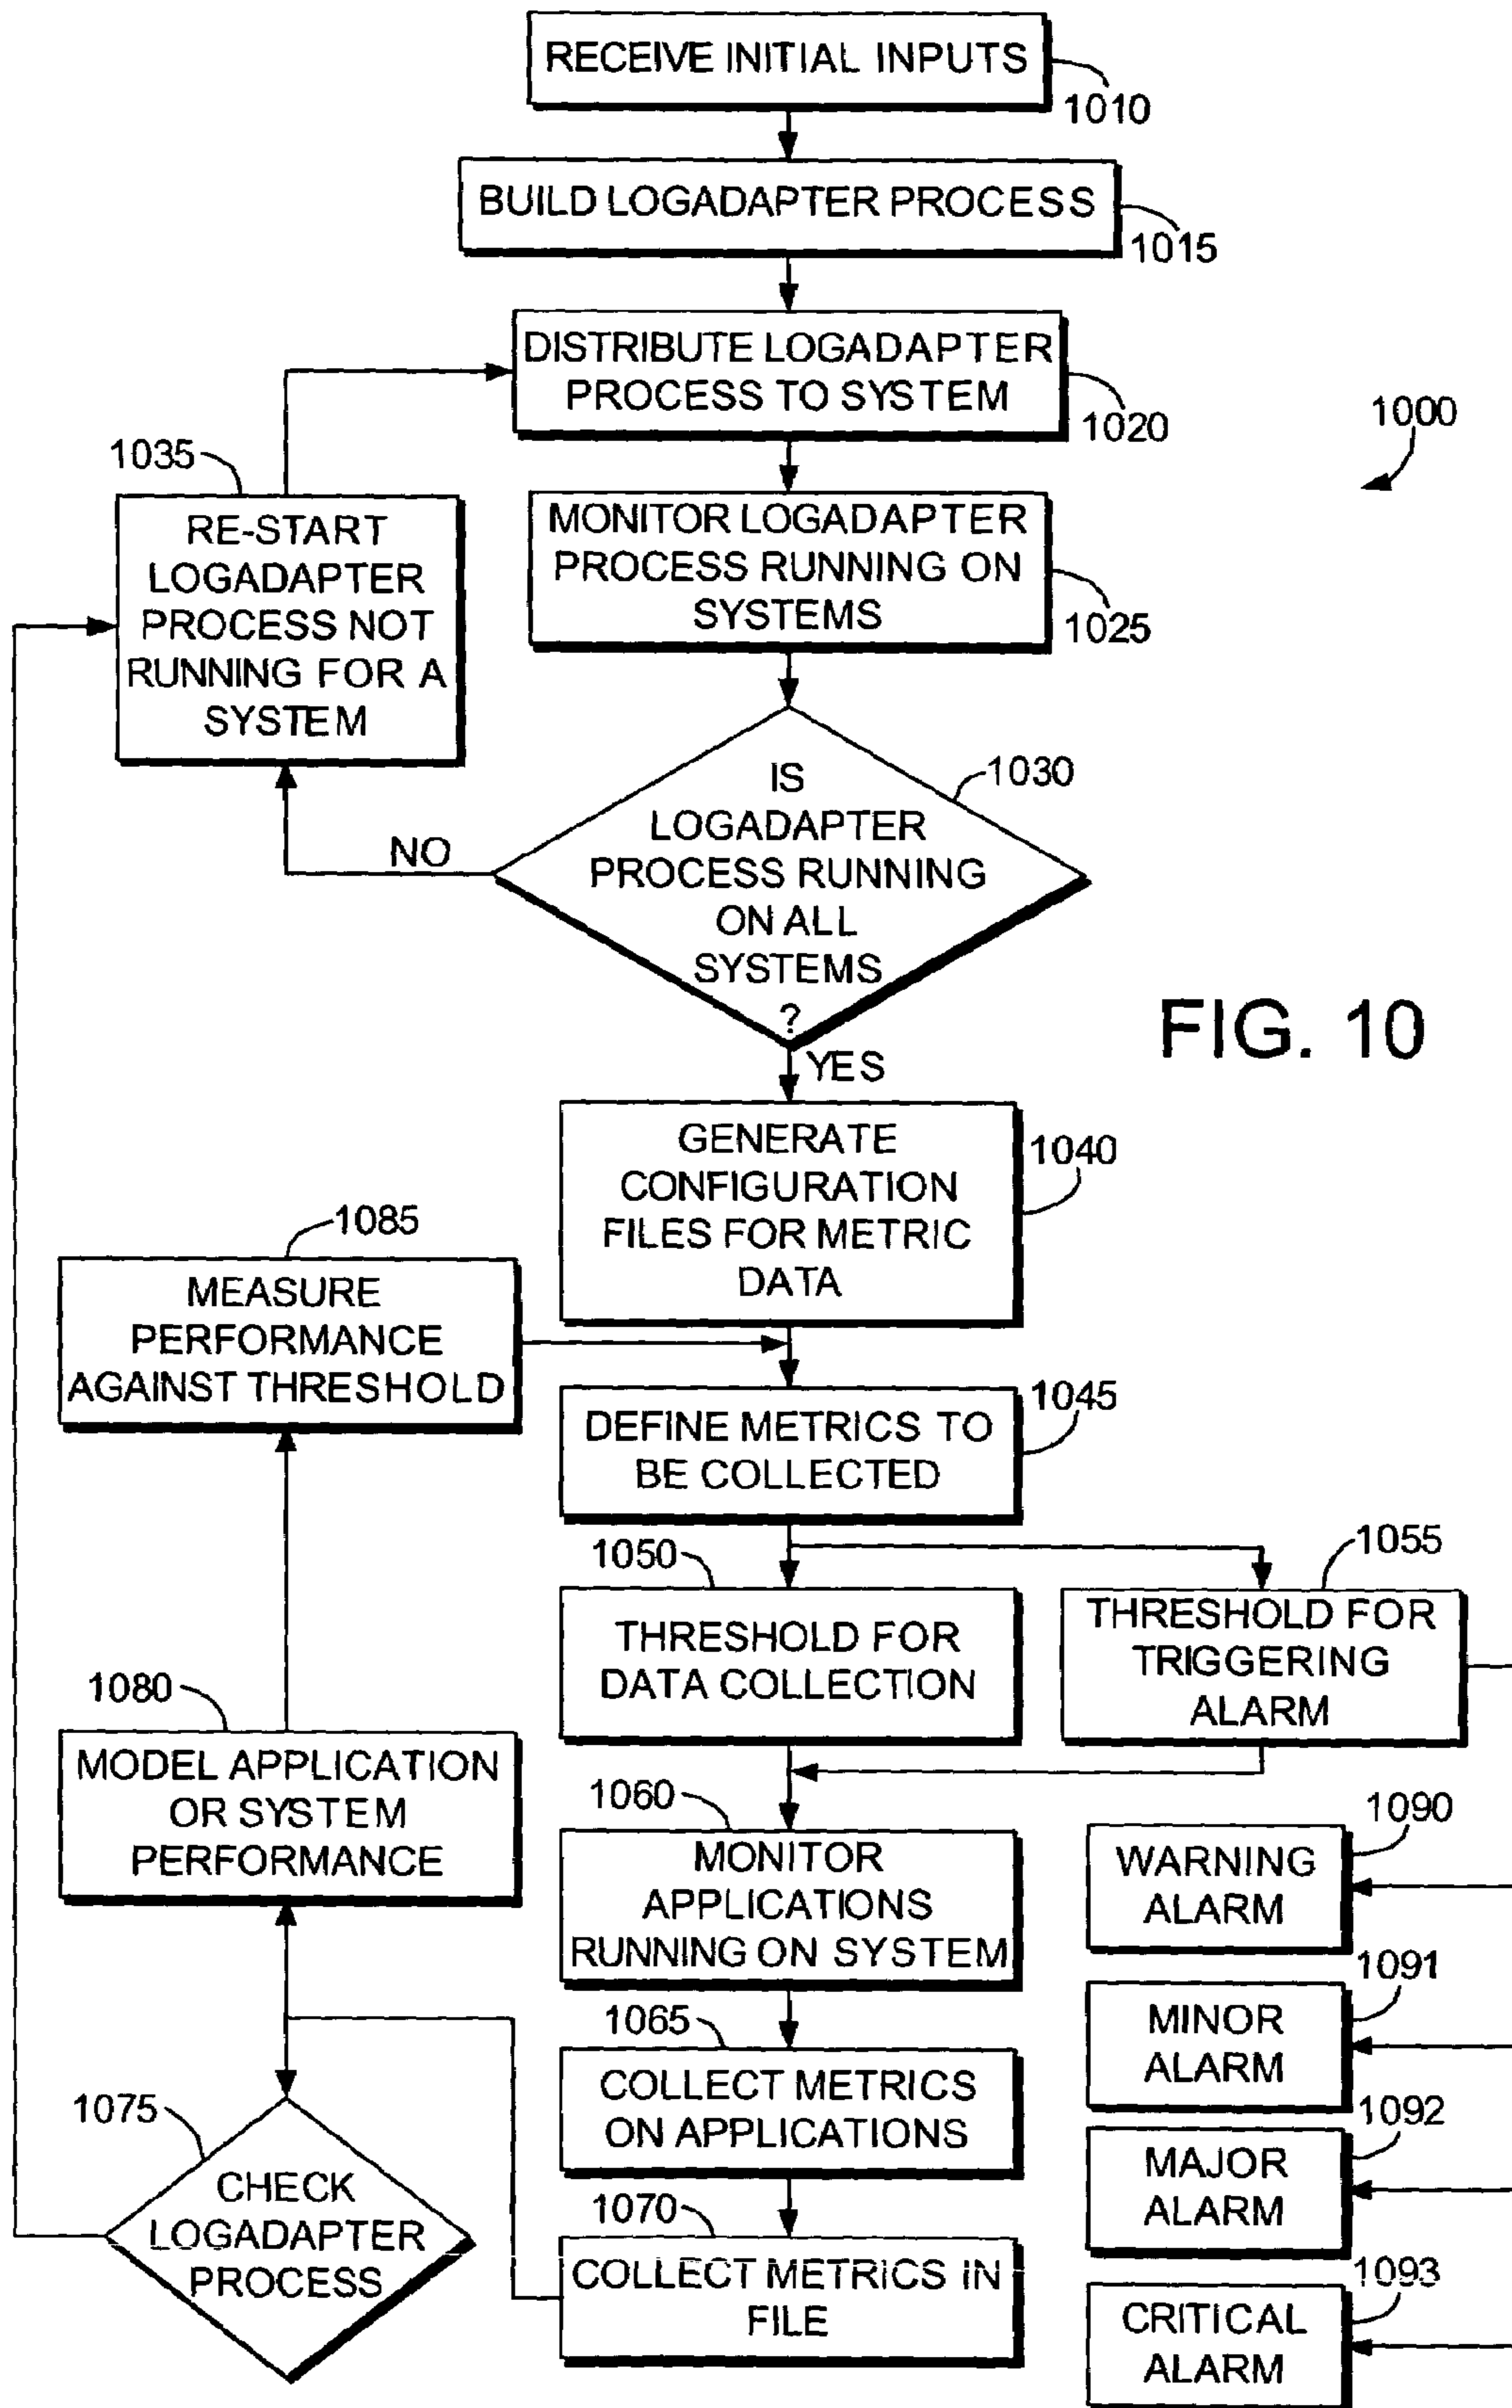 RECEIVE INITIAL INPUTS
1010
BUILD LOGADAPTER PROCESS
1015
DISTRIBUTE LOGADAPTER
PROCESS TO SYSTEM
1020
1000
1035
RE-START
LOGADAPTER
PROCESS NOT
RUNNING FOR A
SYSTEM
MONITOR LOGADAPTER
PROCESS RUNNING ON
SYSTEMS
1025
IS
LOGADAPTER
PROCESS RUNNING
ON ALL
SYSTEMS
?
1030
NO
YES
FIG. 10
GENERATE
CONFIGURATION
FILES FOR METRIC
DATA
1040
1085
MEASURE
PERFORMANCE
AGAINST THRESHOLD
DEFINE METRICS TO
BE COLLECTED
1045
1050
THRESHOLD FOR
DATA COLLECTION
1055
THRESHOLD FOR
TRIGGERING
ALARM
1080
MODEL APPLICATION
OR SYSTEM
PERFORMANCE
1060
MONITOR
APPLICATIONS
RUNNING ON SYSTEM
1090
WARNING
ALARM
1065
COLLECT METRICS
ON APPLICATIONS
1091
MINOR
ALARM
1075
CHECK
LOGADAPTER
PROCESS
1070
COLLECT METRICS IN
FILE
1092
MAJOR
ALARM
1093
CRITICAL
ALARM